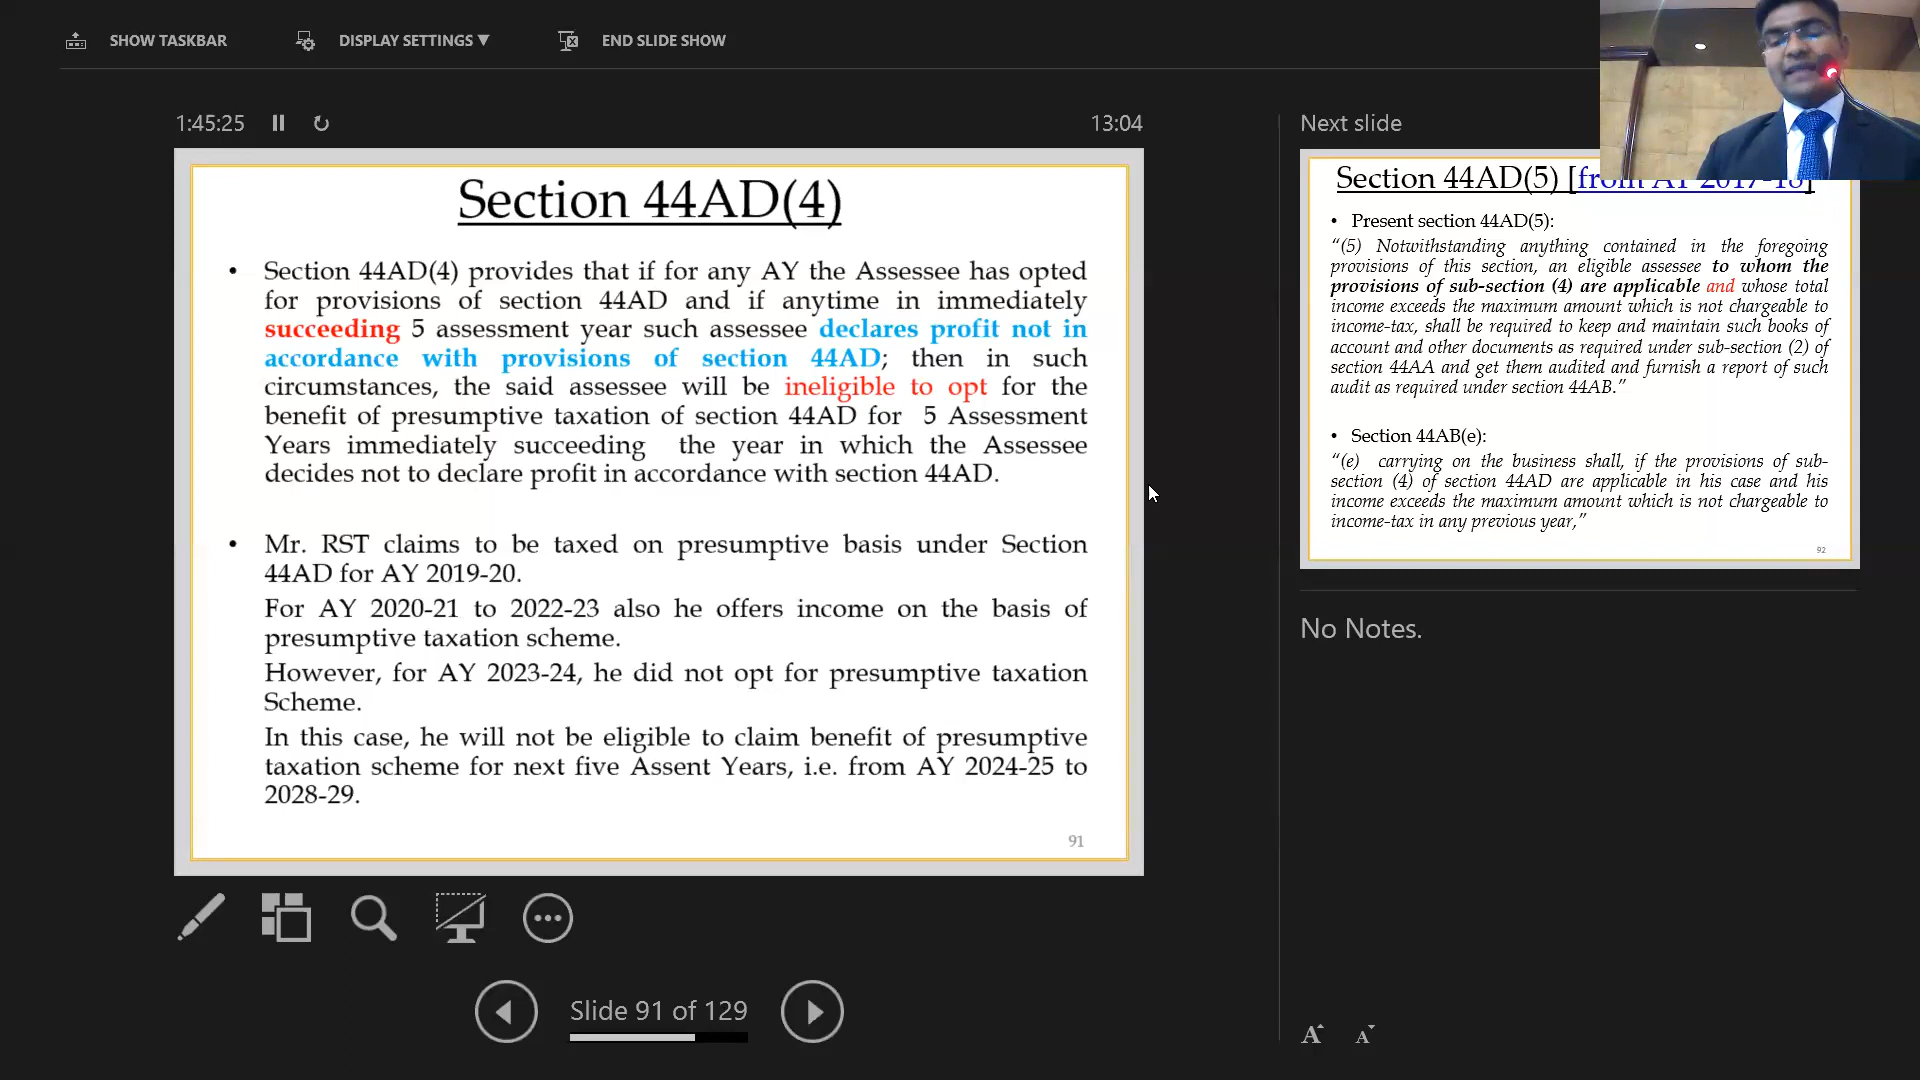 SHOW TASKBAR
DISPLAY SETTINGS ▼
END SLIDE SHOW
1:45:25
13:04
Section 44AD(4)
• Section 44AD(4) provides that if for any AY the Assessee has opted
for provisions of section 44AD and if anytime in immediately
succeeding 5 assessment year such assessee declares profit not in
accordance with provisions of section 44AD; then in such
circumstances, the said assessee will be ineligible to opt for the
benefit of presumptive taxation of section 44AD for 5 Assessment
Years immediately succeeding the year in which the Assessee
decides not to declare profit in accordance with section 44AD.
• Mr. RST claims to be taxed on presumptive basis under Section
44AD for AY 2019-20.
For AY 2020-21 to 2022-23 also he offers income on the basis of
presumptive taxation scheme.
However, for AY 2023-24, he did not opt for presumptive taxation
Scheme.
In this case, he will not be eligible to claim benefit of presumptive
taxation scheme for next five Assent Years, i.e. from AY 2024-25 to
2028-29.
91
Slide 91 of 129
Next slide
Section 44AD(5) [from AY 2017-18]
• Present section 44AD(5):
“(5) Notwithstanding anything contained in the foregoing
provisions of this section, an eligible assessee to whom the
provisions of sub-section (4) are applicable and whose total
income exceeds the maximum amount which is not chargeable to
income-tax, shall be required to keep and maintain such books of
account and other documents as required under sub-section (2) of
section 44AA and get them audited and furnish a report of such
audit as required under section 44AB.”
• Section 44AB(e):
“(e) carrying on the business shall, if the provisions of sub-
section (4) of section 44AD are applicable in his case and his
income exceeds the maximum amount which is not chargeable to
income-tax in any previous year,”
92
No Notes.
A A